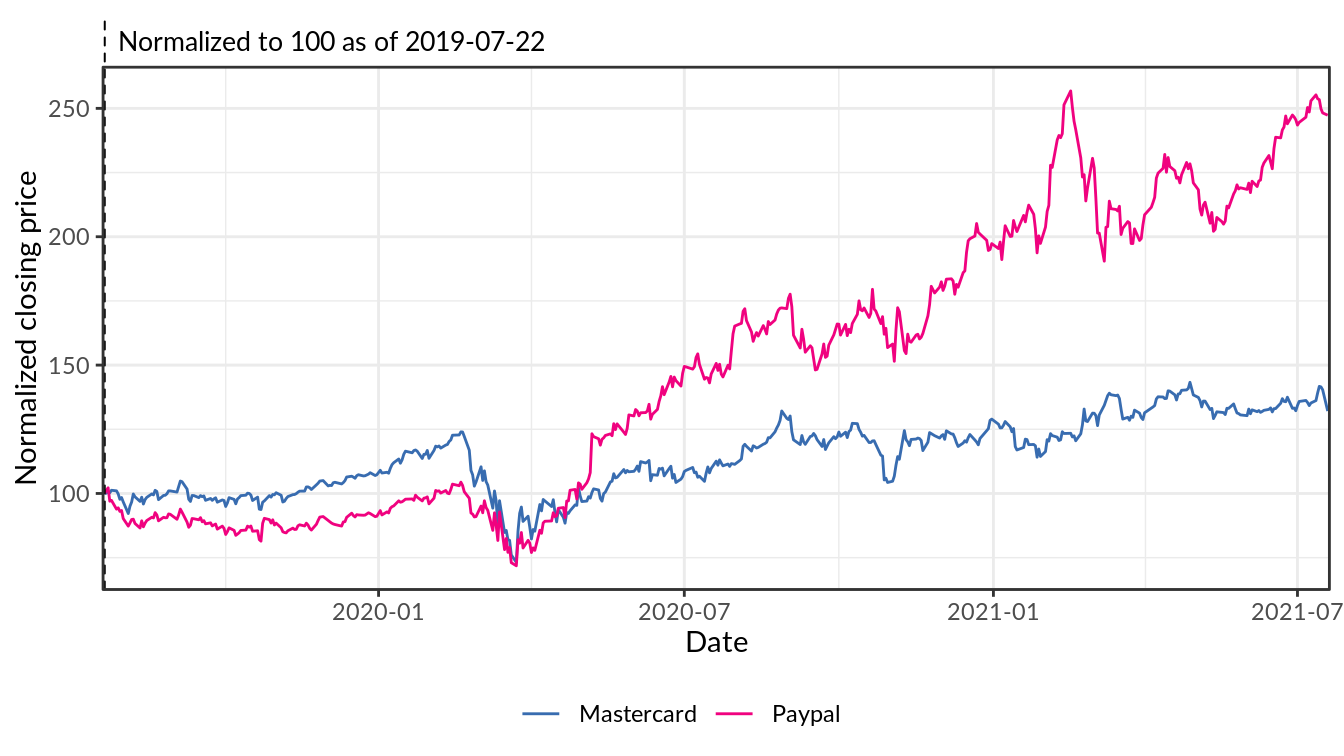 Normalized to 100 as of 2019-07-22
Normalized closing price
250
200
150
100
2020-01 2020-07 2021-01 2021-07
Date
Mastercard Paypal